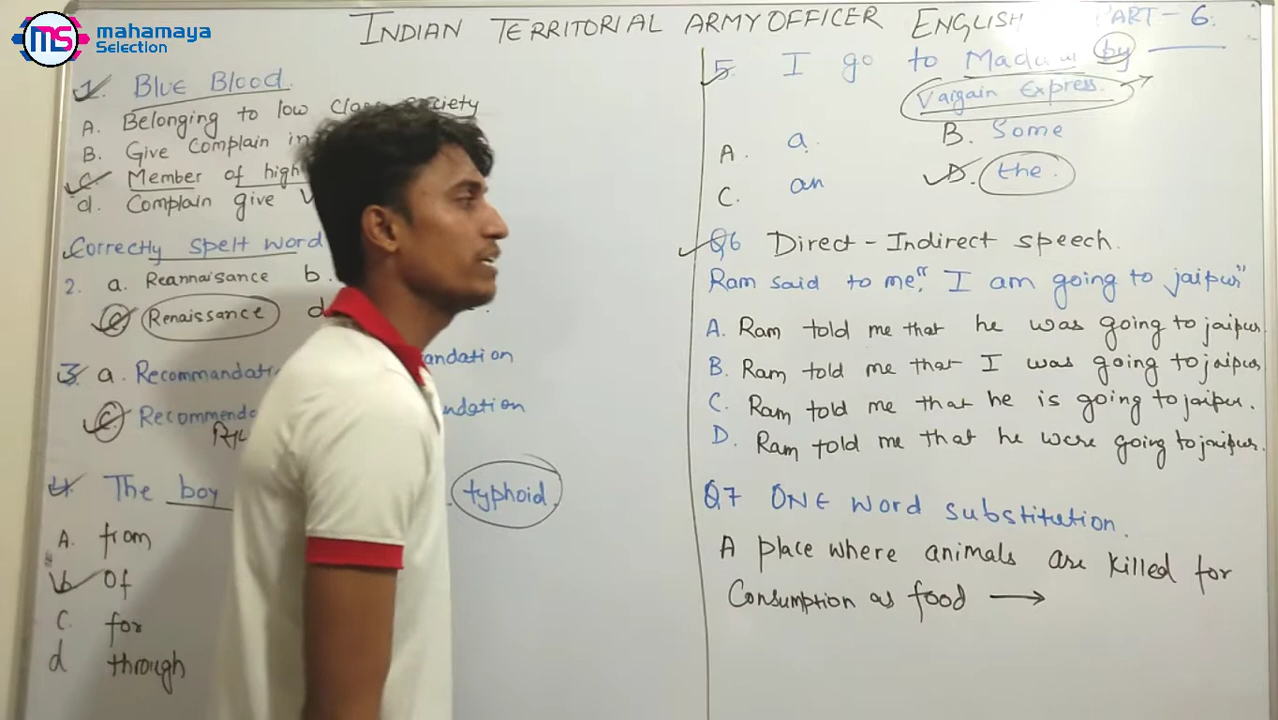 mahamaya
Selection
INDIAN TERRITORIAL ARMY OFFICER ENGLISH PART-6.
1. Blue Blood.
A. Belonging to low class society
B. Give Complain in
C. Member of high
d. Complain give
Correctly spelt word
2. a. Reannaisance b.
c. Renaissance d
3. a. Recommandati andation
c. Recommenda ndation
4. The boy typhoid.
A. from
b. Of
C. for
d through
5. I go to by
Vaigain Express.
A. a. B. Some
C. an D. the.
Q6 Direct-Indirect speech.
Ram said to me, "I am going to jaipur"
A. Ram told me that he was going to jaipur.
B. Ram told me that I was going to jaipur
C. Ram told me that he is going to jaipur.
D. Ram told me that he were going to jaipur.
Q7 ONE word substitution.
A place where animals are killed for
Consumption as food →